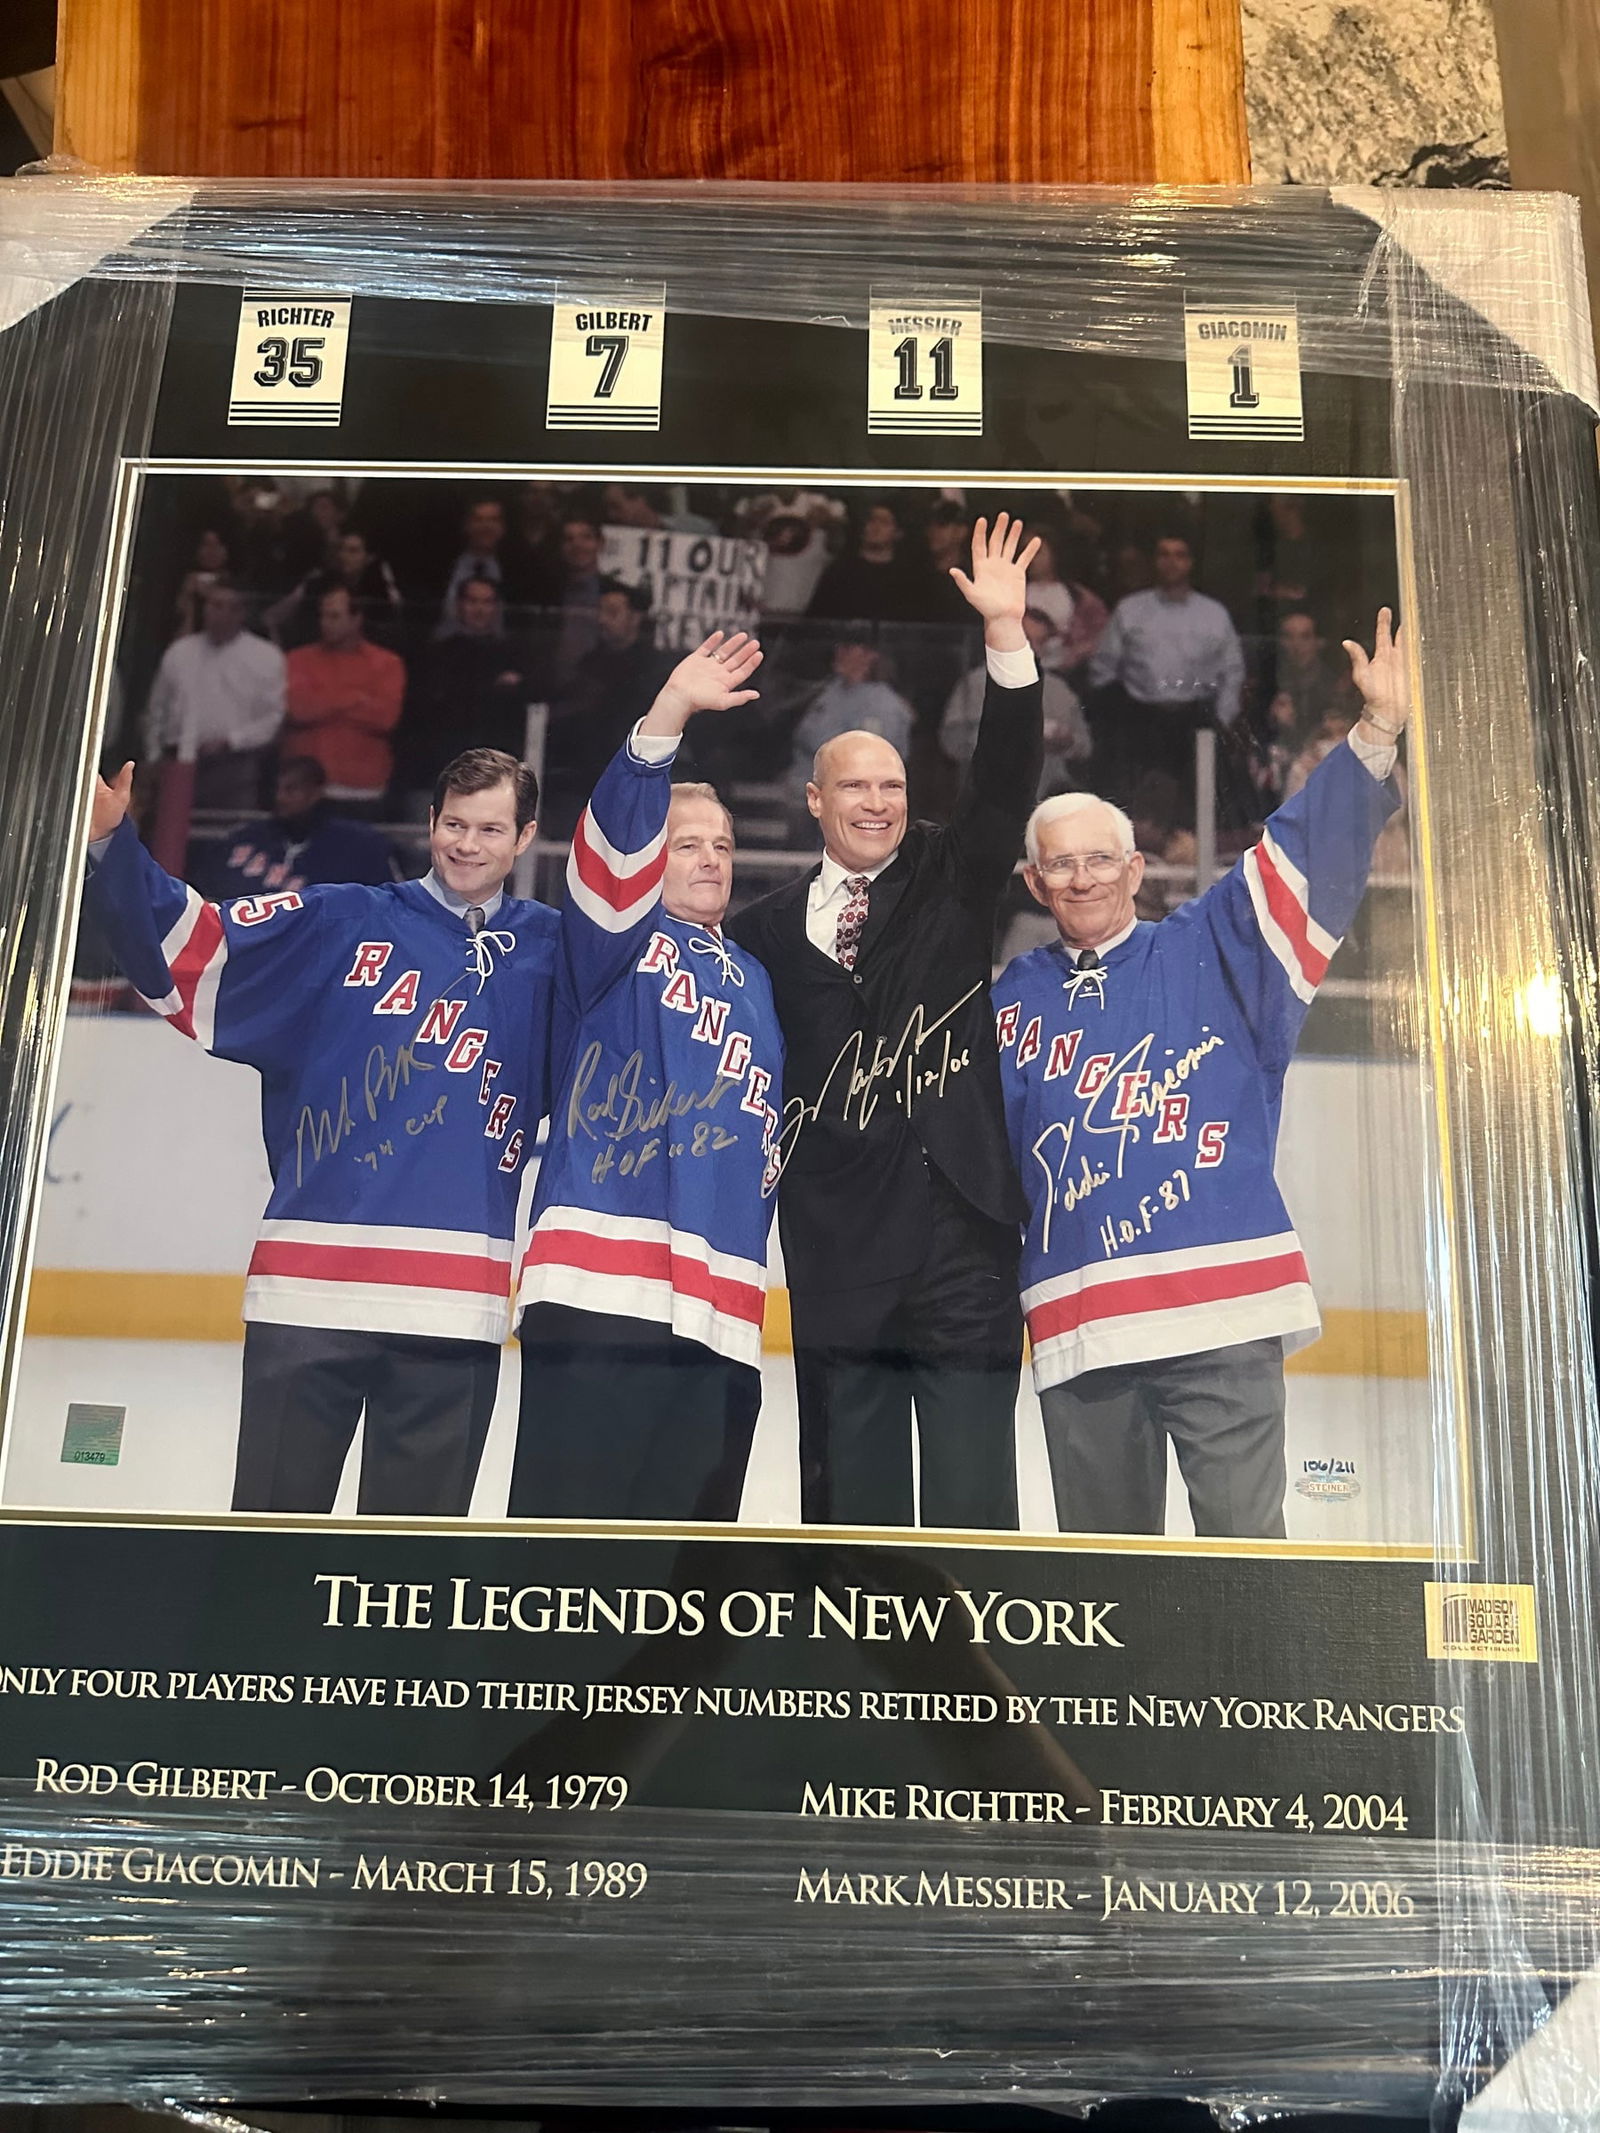 RICHTER
35
GILBERT
7
MESSIER
11
GIACOMIN
1
11 OUR
RANGERS
RANGERS
RANGERS
5
'94 CUP
Rod Gilbert
HOF "82
1/12/06
Eddie Giacomin
H.O.F-87
013479
106/211
STEINER
THE LEGENDS OF NEW YORK
MADISON
SQUARE
GARDEN
COLLECTIBLES
ONLY FOUR PLAYERS HAVE HAD THEIR JERSEY NUMBERS RETIRED BY THE NEW YORK RANGERS
ROD GILBERT - OCTOBER 14, 1979
MIKE RICHTER - FEBRUARY 4, 2004
EDDIE GIACOMIN - MARCH 15, 1989
MARK MESSIER - JANUARY 12, 2006